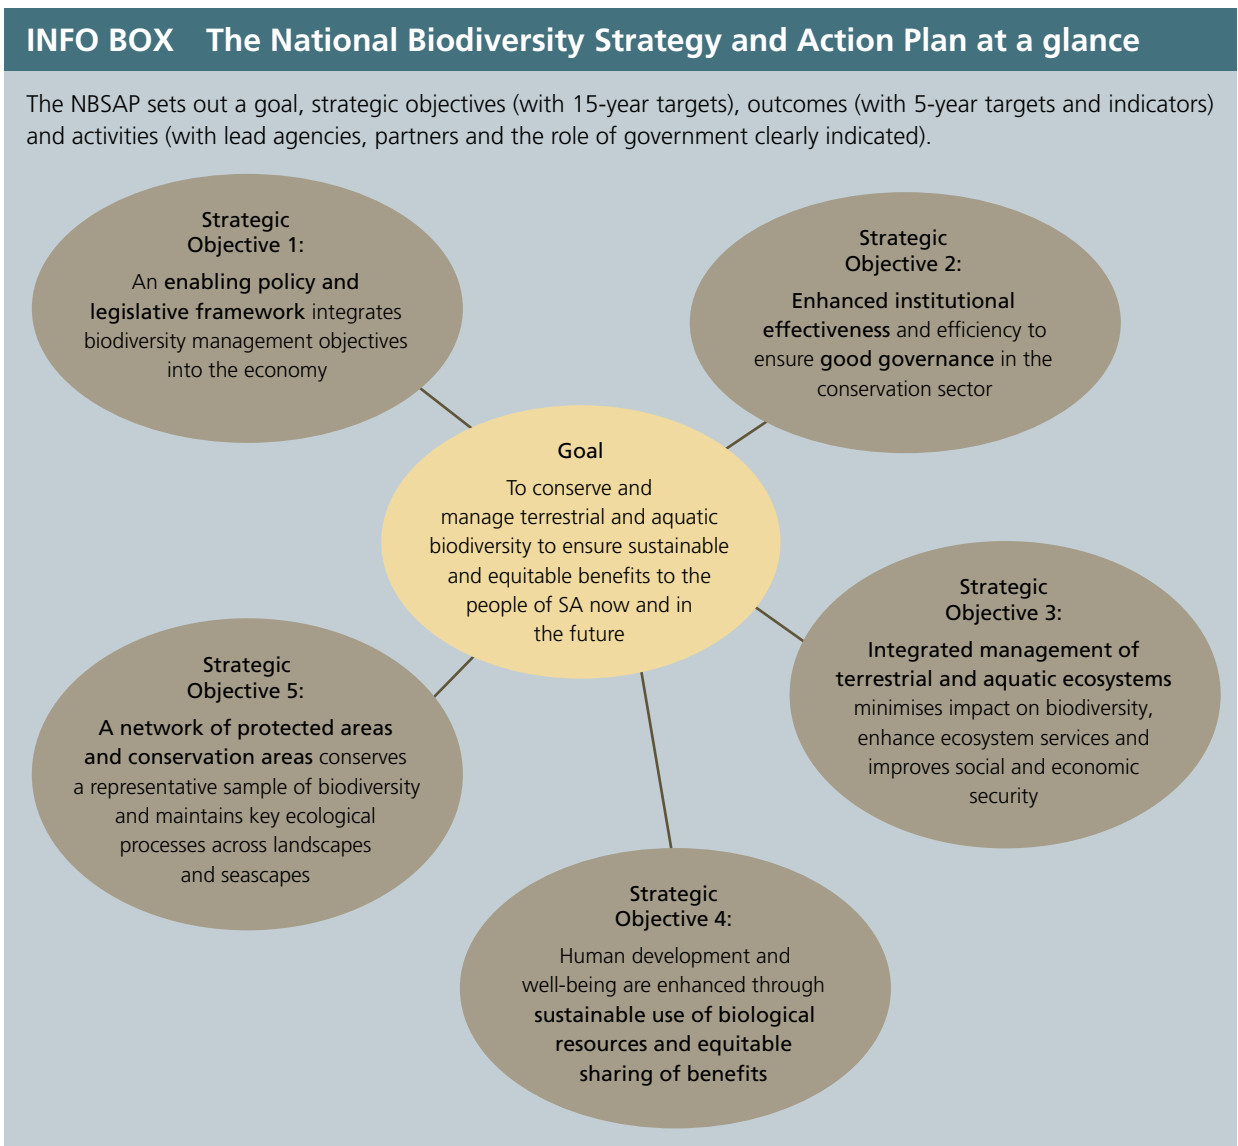 INFO BOX The National Biodiversity Strategy and Action Plan at a glance
The NBSAP sets out a goal, strategic objectives (with 15-year targets), outcomes (with 5-year targets and indicators)
and activities (with lead agencies, partners and the role of government clearly indicated).
Strategic
Objective 1:
An enabling policy and
legislative framework integrates
biodiversity management objectives
into the economy
Strategic
Objective 2:
Enhanced institutional
effectiveness and efficiency to
ensure good governance in the
conservation sector
Goal
To conserve and
manage terrestrial and aquatic
biodiversity to ensure sustainable
and equitable benefits to the
people of SA now and in
the future
Strategic
Objective 3:
Integrated management of
terrestrial and aquatic ecosystems
minimises impact on biodiversity,
enhance ecosystem services and
improves social and economic
security
Strategic
Objective 5:
A network of protected areas
and conservation areas conserves
a representative sample of biodiversity
and maintains key ecological
processes across landscapes
and seascapes
Strategic
Objective 4:
Human development and
well-being are enhanced through
sustainable use of biological
resources and equitable
sharing of benefits